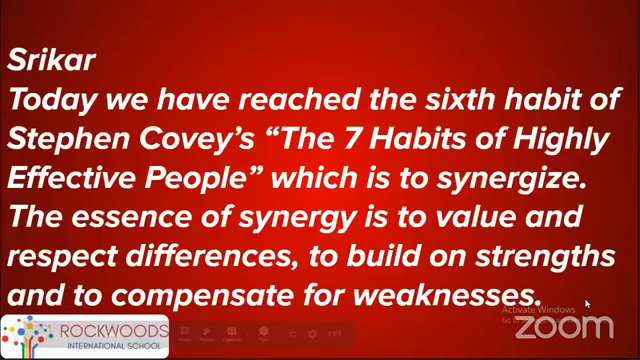 Srikar
Today we have reached the sixth habit of
Stephen Covey's “The 7 Habits of Highly
Effective People” which is to synergize.
The essence of synergy is to value and
respect differences, to build on strengths
and to compensate for weaknesses.
Activate Windows
zoom
ROCKWOODS
INTERNATIONAL SCHOOL
EXIT